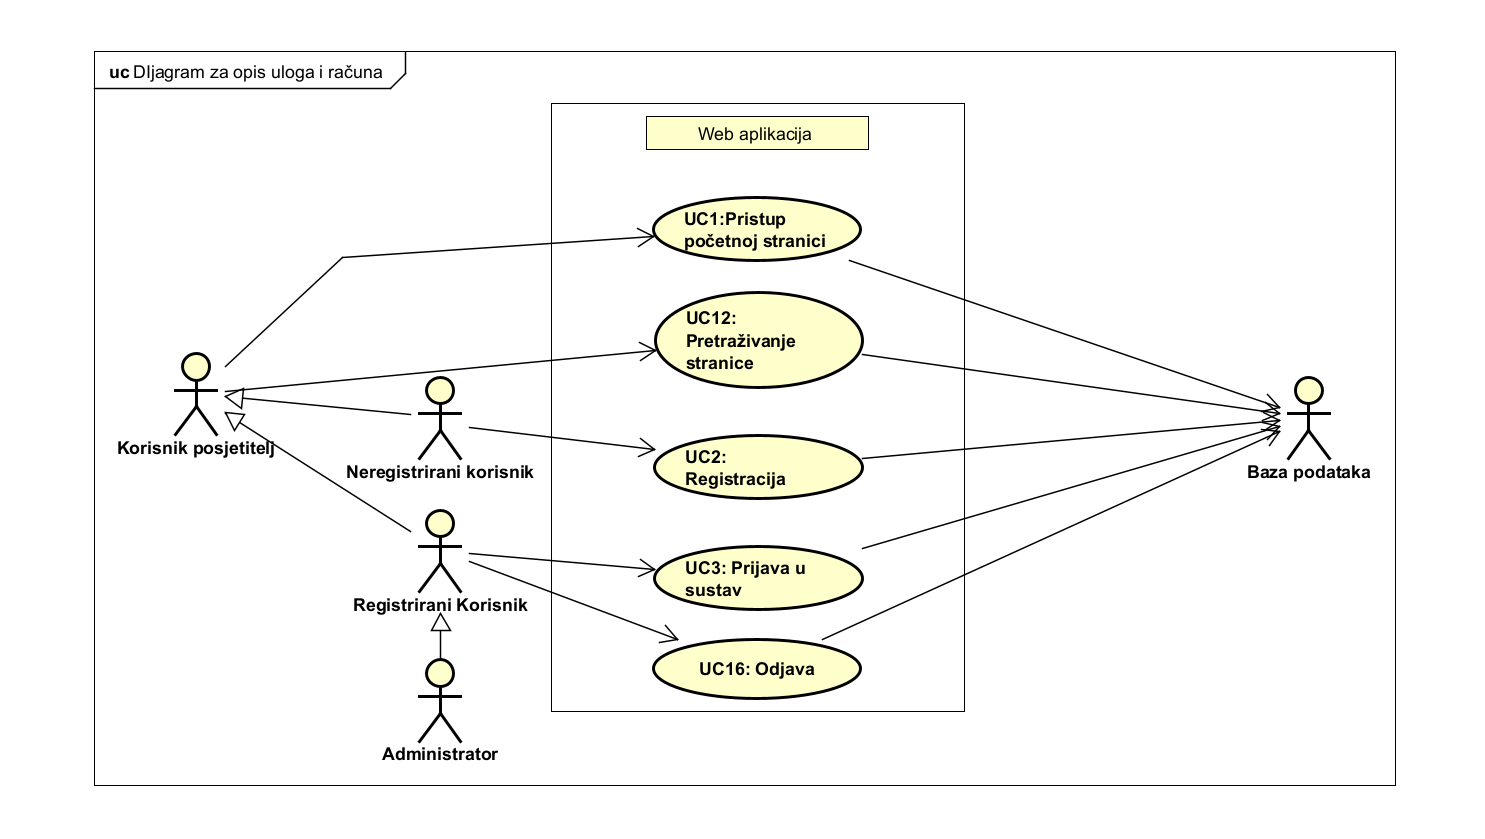 uc DIjagram za opis uloga i računa
Web aplikacija
UC1:Pristup
početnoj stranici
UC12:
Pretraživanje
stranice
Korisnik posjetitelj
Neregistrirani korisnik
UC2:
Registracija
Baza podataka
UC3: Prijava u
sustav
Registrirani Korisnik
UC16: Odjava
Administrator